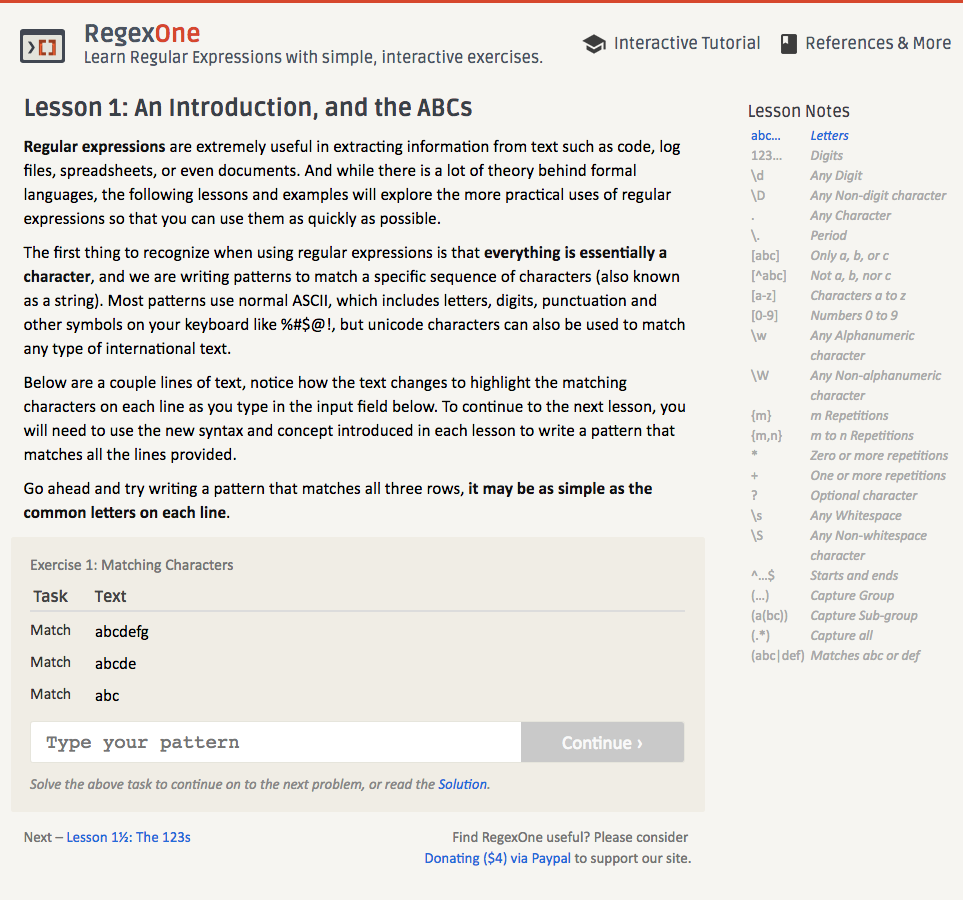 RegexOne
Learn Regular Expressions with simple, interactive exercises.
Interactive Tutorial
References & More
Lesson 1: An Introduction, and the ABCs
Regular expressions are extremely useful in extracting information from text such as code, log
files, spreadsheets, or even documents. And while there is a lot of theory behind formal
languages, the following lessons and examples will explore the more practical uses of regular
expressions so that you can use them as quickly as possible.
The first thing to recognize when using regular expressions is that everything is essentially a
character, and we are writing patterns to match a specific sequence of characters (also known
as a string). Most patterns use normal ASCII, which includes letters, digits, punctuation and
other symbols on your keyboard like %#$@!, but unicode characters can also be used to match
any type of international text.
Below are a couple lines of text, notice how the text changes to highlight the matching
characters on each line as you type in the input field below. To continue to the next lesson, you
will need to use the new syntax and concept introduced in each lesson to write a pattern that
matches all the lines provided.
Go ahead and try writing a pattern that matches all three rows, it may be as simple as the
common letters on each line.
Exercise 1: Matching Characters
Task Text
Match abcdefg
Match abcde
Match abc
Type your pattern
Continue ›
Solve the above task to continue on to the next problem, or read the Solution.
Next – Lesson 1½: The 123s
Find RegexOne useful? Please consider
Donating ($4) via Paypal to support our site.
Lesson Notes
abc… Letters
123… Digits
\d Any Digit
\D Any Non-digit character
. Any Character
\. Period
[abc] Only a, b, or c
[^abc] Not a, b, nor c
[a-z] Characters a to z
[0-9] Numbers 0 to 9
\w Any Alphanumeric
character
\W Any Non-alphanumeric
character
{m} m Repetitions
{m,n} m to n Repetitions
* Zero or more repetitions
+ One or more repetitions
? Optional character
\s Any Whitespace
\S Any Non-whitespace
character
^…$ Starts and ends
(…) Capture Group
(a(bc)) Capture Sub-group
(.*) Capture all
(abc|def) Matches abc or def